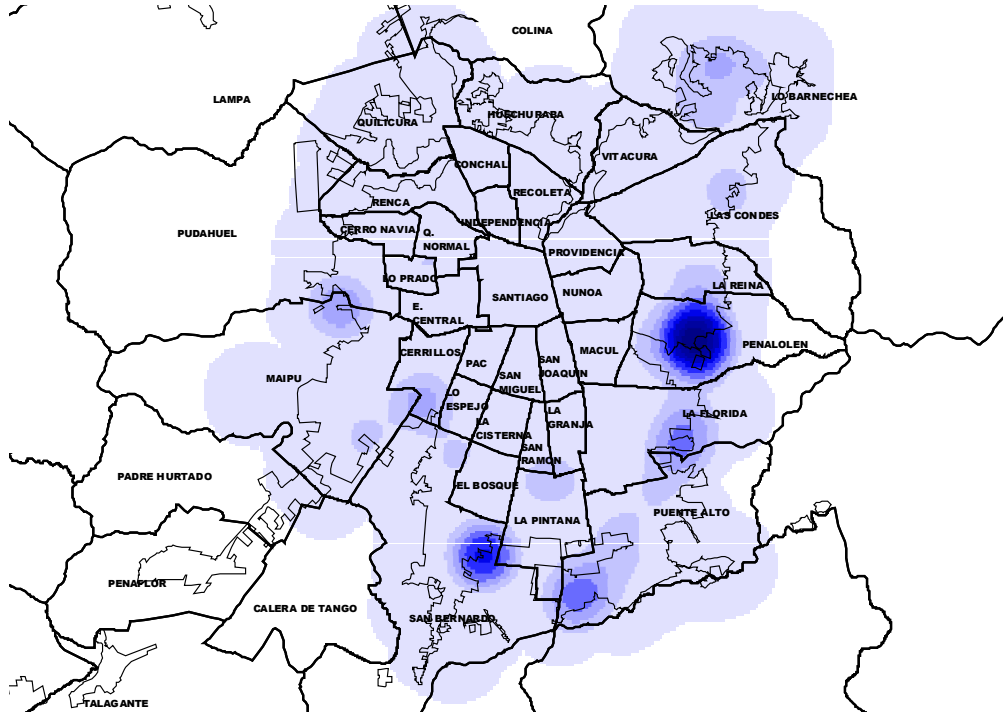 COLINA
LAMPA
LO BARNECHEA
QUILICURA
HUECHURABA
VITACURA
CONCHAL
RECOLETA
RENCA
LAS CONDES
INDEPENDENCIA
PUDAHUEL
CERRO NAVIA
Q.
NORMAL
PROVIDENCIA
LO PRADO
LA REINA
SANTIAGO
NUNOA
E.
CENTRAL
PENALOLEN
CERRILLOS
PAC
SAN
MIGUEL
SAN
JOAQUIN
MACUL
MAIPU
LO
ESPEJO
LA
CISTERNA
LA
GRANJA
LA FLORIDA
SAN
RAMON
PADRE HURTADO
EL BOSQUE
LA PINTANA
PUENTE ALTO
PENAFLOR
CALERA DE TANGO
SAN BERNARDO
TALAGANTE